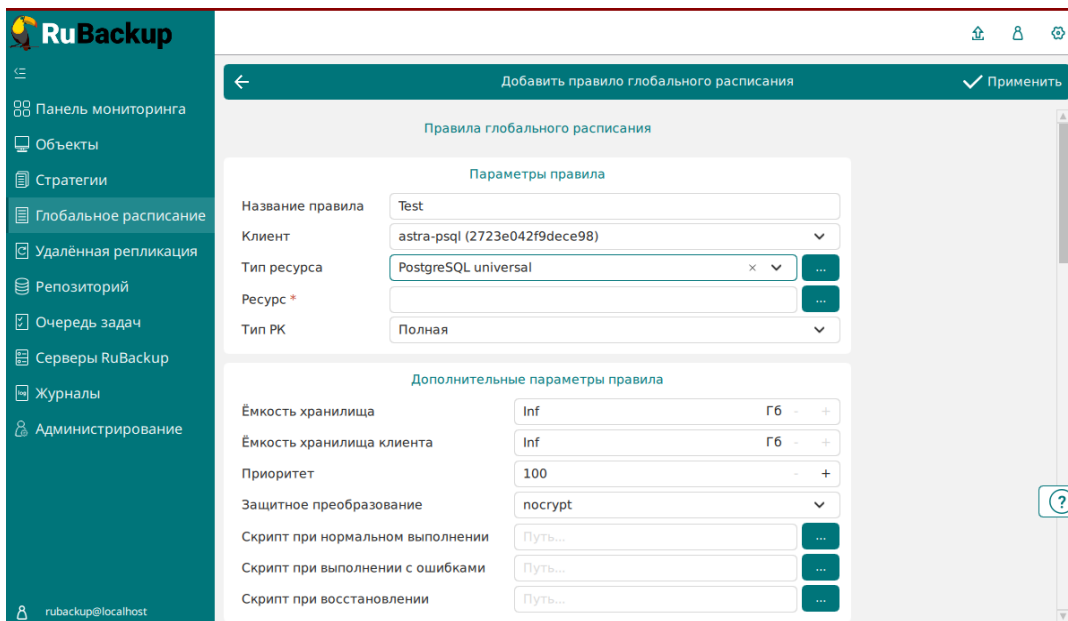 RuBackup
Добавить правило глобального расписания
Применить
Панель мониторинга
Объекты
Стратегии
Глобальное расписание
Удалённая репликация
Репозиторий
Очередь задач
Серверы RuBackup
Журналы
Администрирование
rubackup@localhost
Правила глобального расписания
Параметры правила
Название правила Test
Клиент astra-psql (2723e042f9dece98)
Тип ресурса PostgreSQL universal × ...
Ресурс * ...
Тип РК Полная
Дополнительные параметры правила
Ёмкость хранилища Inf Гб - +
Ёмкость хранилища клиента Inf Гб - +
Приоритет 100 - +
Защитное преобразование nocrypt
Скрипт при нормальном выполнении Путь... ...
Скрипт при выполнении с ошибками Путь... ...
Скрипт при восстановлении Путь... ...
?